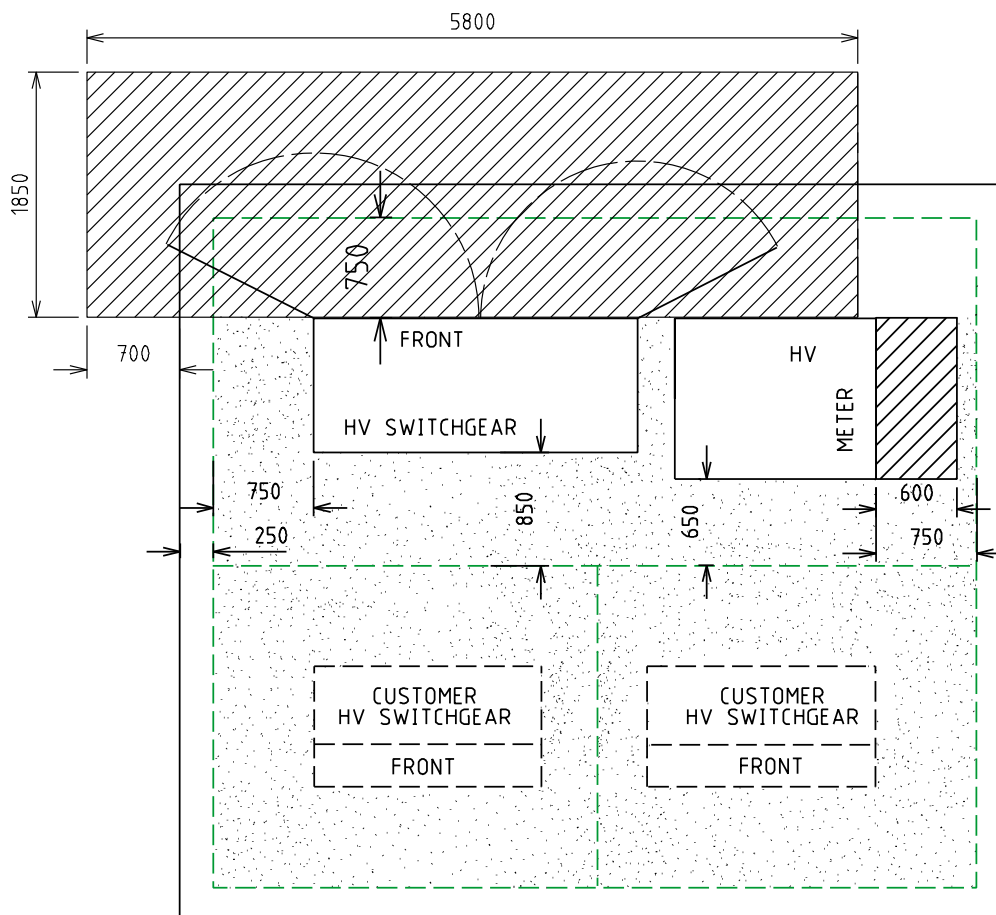 5800
1850
750
700
FRONT
HV
METER
HV SWITCHGEAR
750
850
650
600
250
750
CUSTOMER
HV SWITCHGEAR
FRONT
CUSTOMER
HV SWITCHGEAR
FRONT